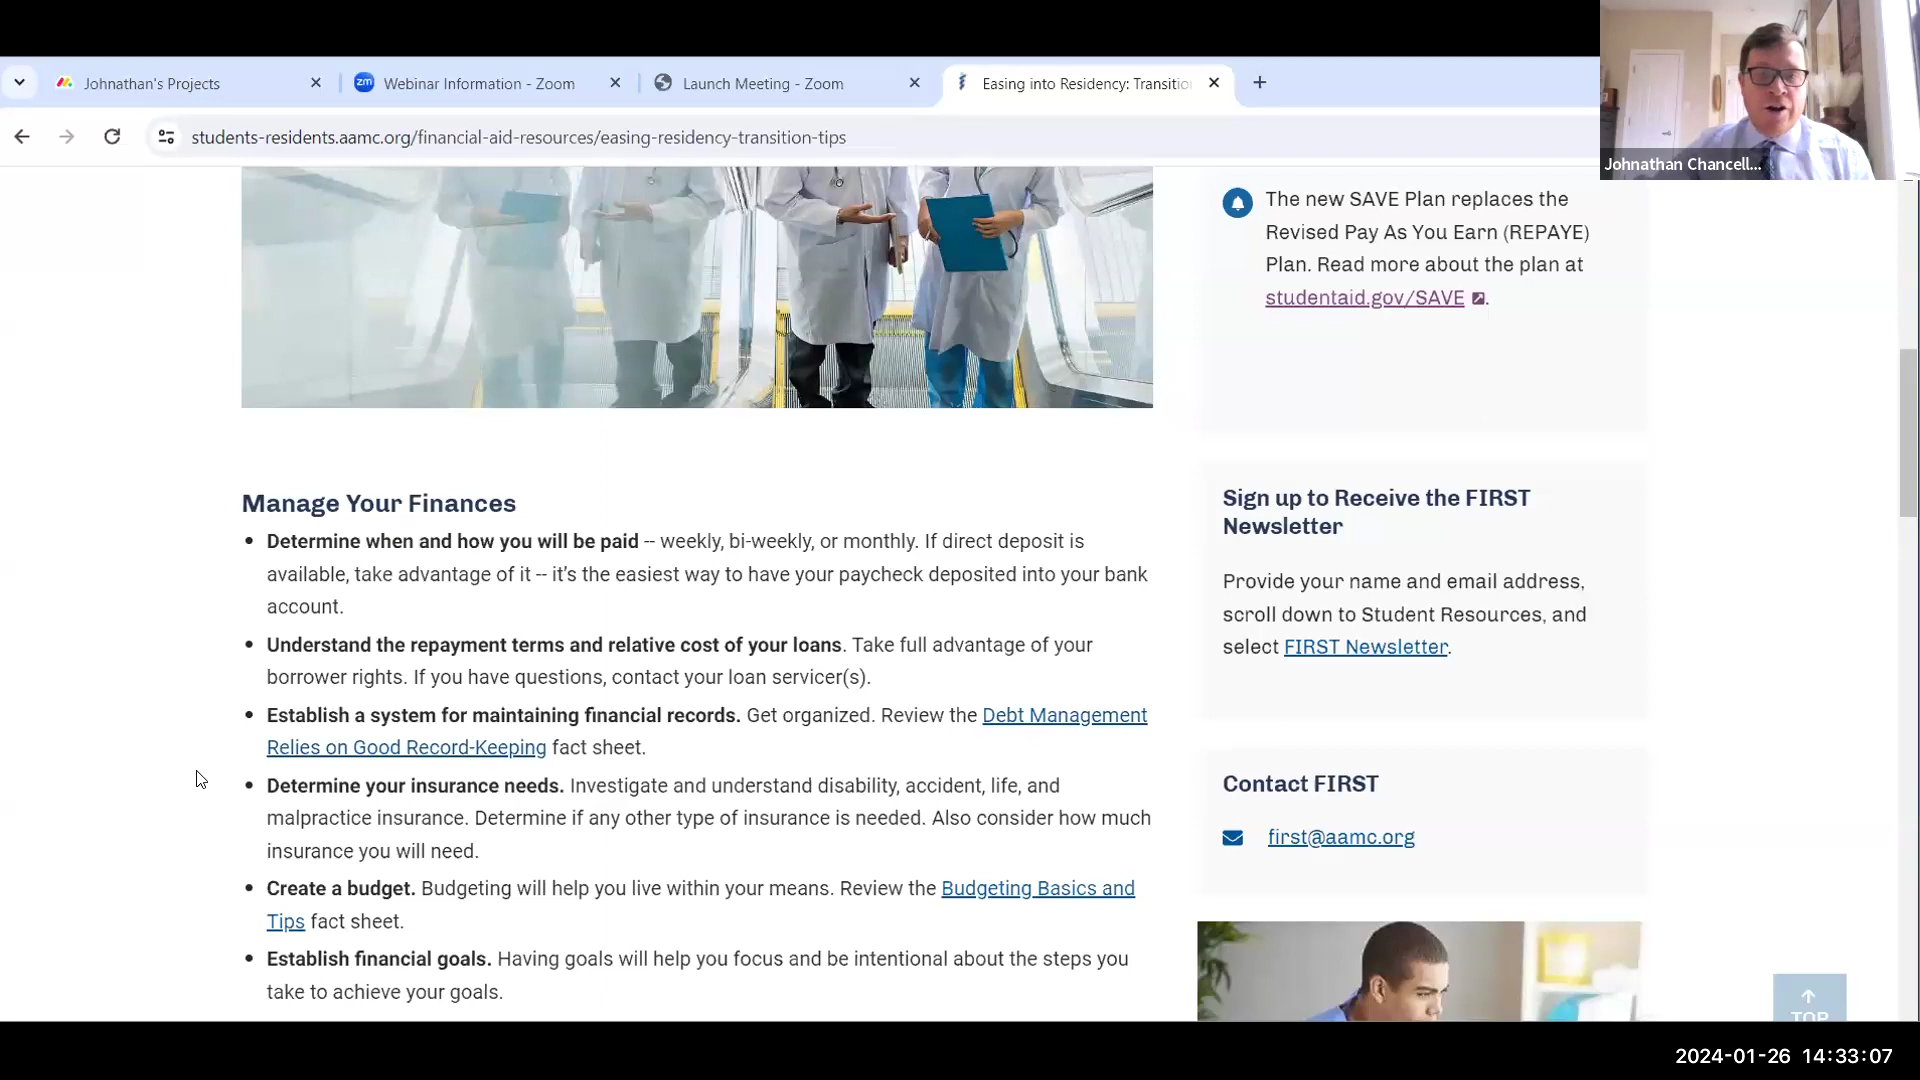 Johnathan's Projects
zm
Webinar Information - Zoom
Launch Meeting - Zoom
Easing into Residency: Transitio
students-residents.aamc.org/financial-aid-resources/easing-residency-transition-tips
Johnathan Chancell...
The new SAVE Plan replaces the
Revised Pay As You Earn (REPAYE)
Plan. Read more about the plan at
studentaid.gov/SAVE .
Manage Your Finances
• Determine when and how you will be paid -- weekly, bi-weekly, or monthly. If direct deposit is
available, take advantage of it -- it’s the easiest way to have your paycheck deposited into your bank
account.
• Understand the repayment terms and relative cost of your loans. Take full advantage of your
borrower rights. If you have questions, contact your loan servicer(s).
• Establish a system for maintaining financial records. Get organized. Review the Debt Management
Relies on Good Record-Keeping fact sheet.
• Determine your insurance needs. Investigate and understand disability, accident, life, and
malpractice insurance. Determine if any other type of insurance is needed. Also consider how much
insurance you will need.
• Create a budget. Budgeting will help you live within your means. Review the Budgeting Basics and
Tips fact sheet.
• Establish financial goals. Having goals will help you focus and be intentional about the steps you
take to achieve your goals.
Sign up to Receive the FIRST
Newsletter
Provide your name and email address,
scroll down to Student Resources, and
select FIRST Newsletter.
Contact FIRST
first@aamc.org
TOP
2024-01-26 14:33:07